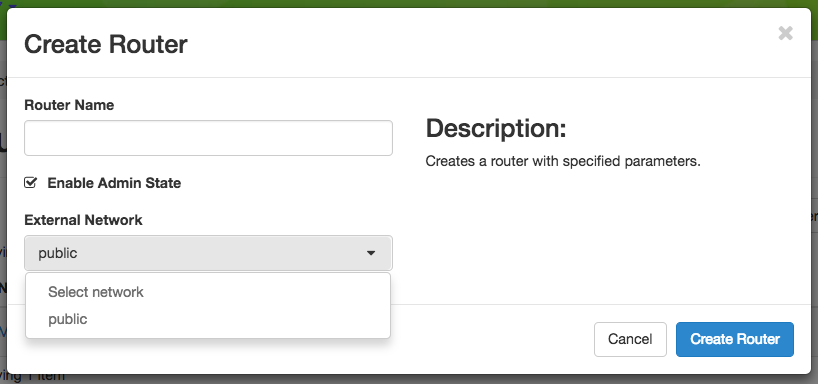 Create Router
×
Router Name
Description:
Creates a router with specified parameters.
Enable Admin State
External Network
public
Select network
public
Cancel
Create Router